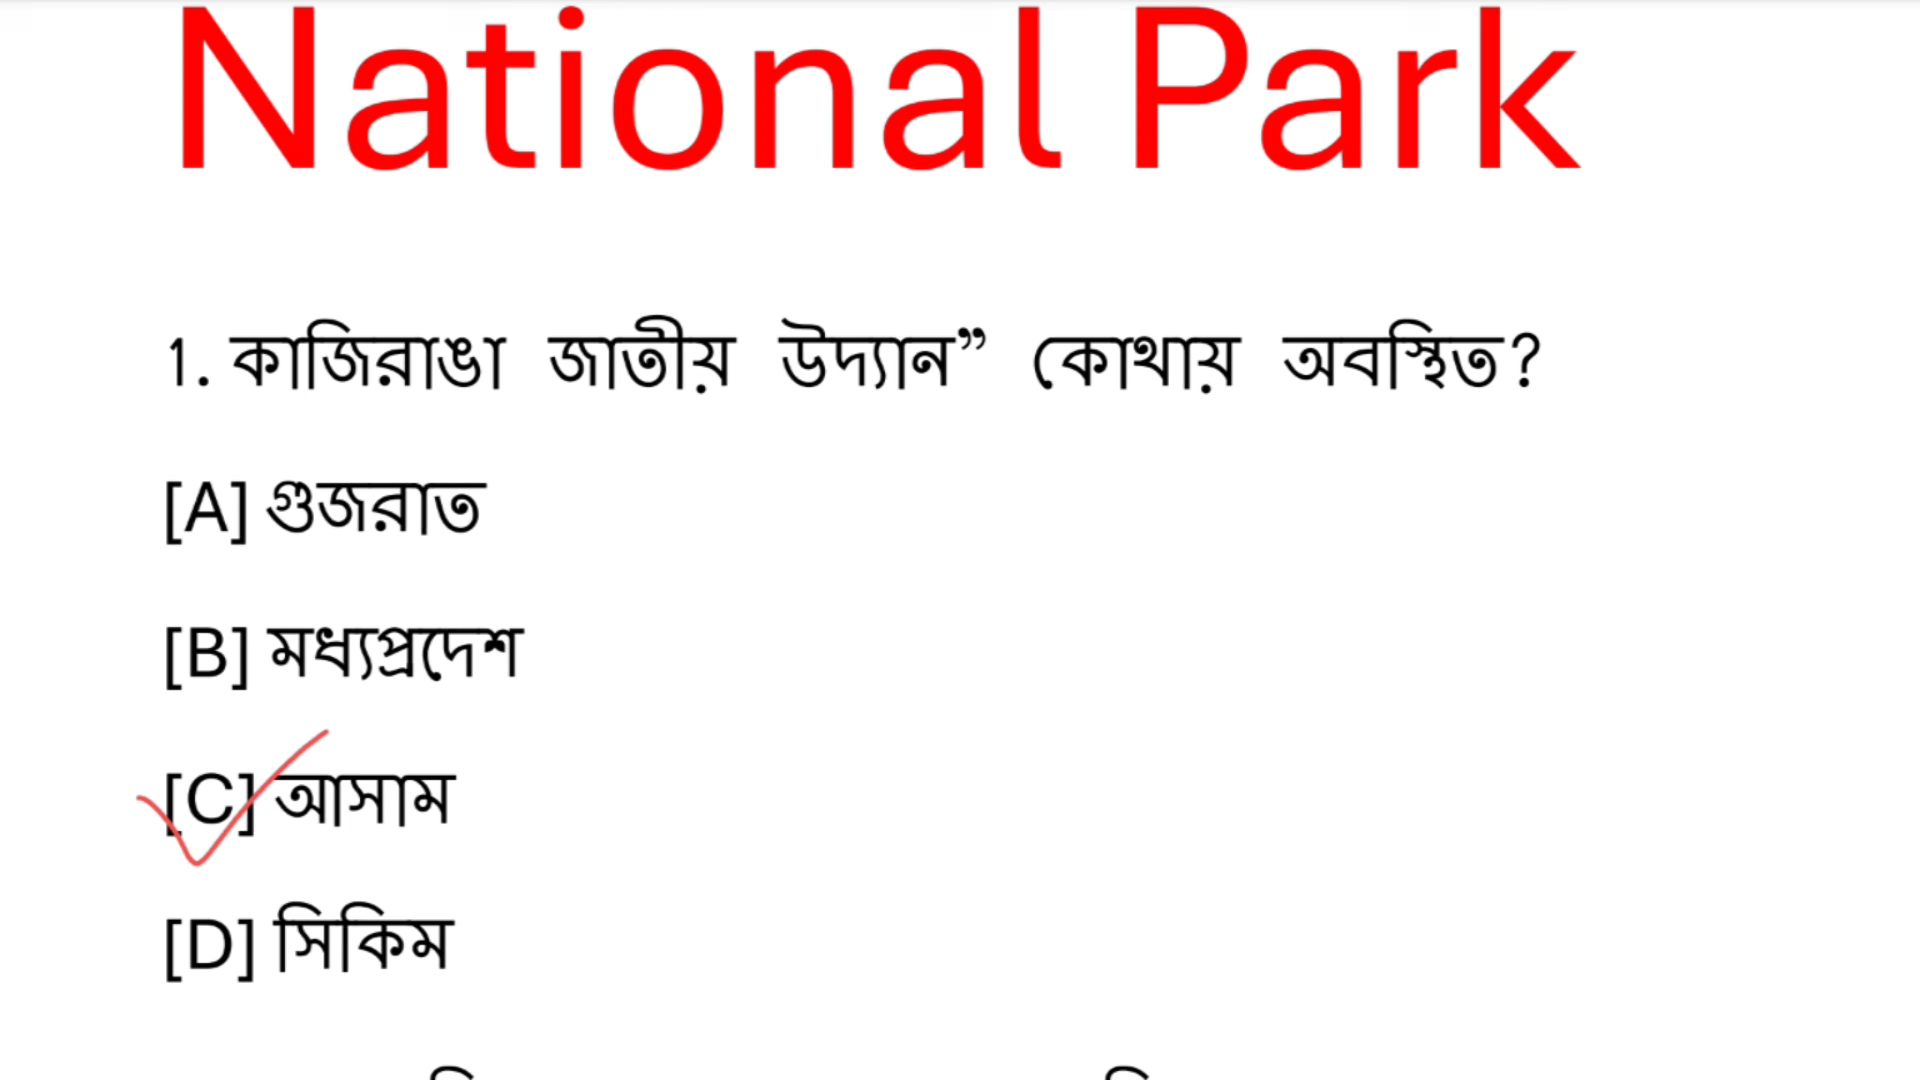 National Park
1. কাজিরাঙা জাতীয় উদ্যান” কোথায় অবস্থিত?
[A] গুজরাত
[B] মধ্যপ্রদেশ
[C] আসাম
[D] সিকিম